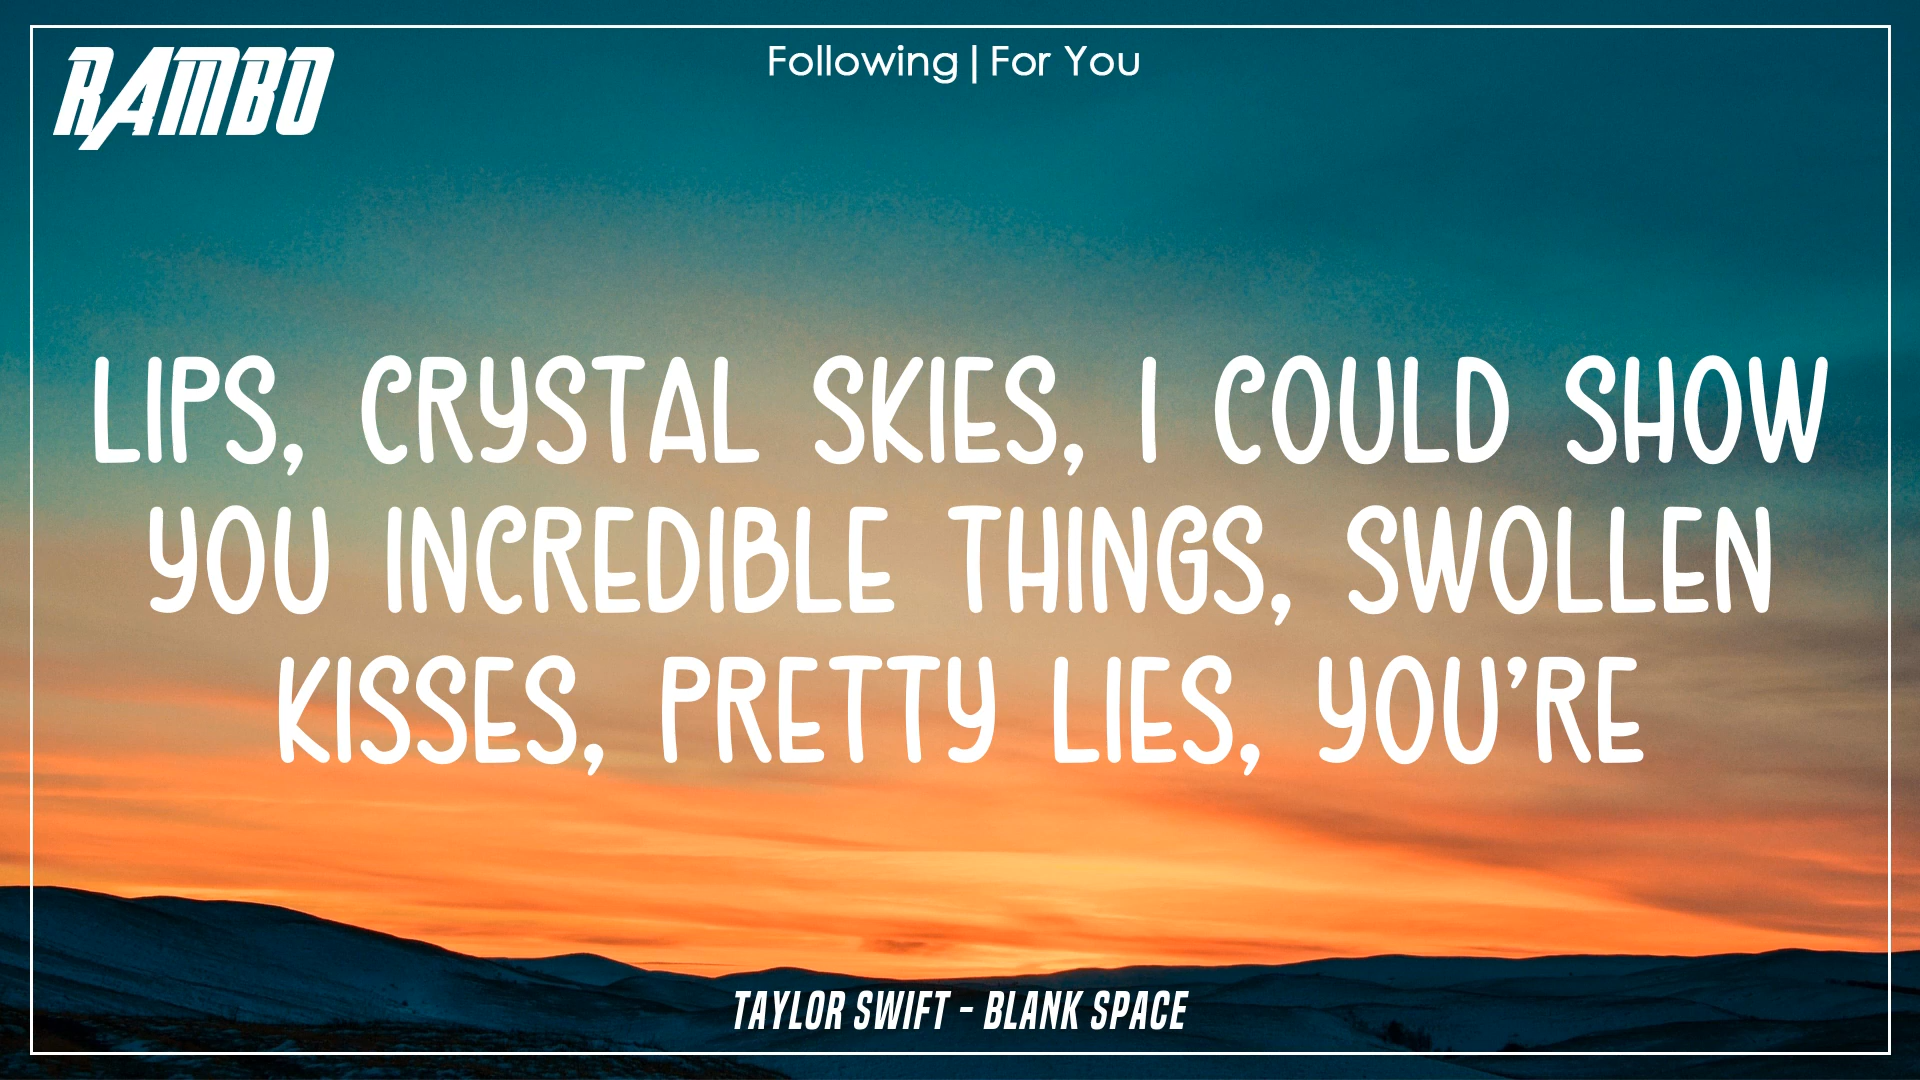 RAMBO
Following | For You
LIPS, CRYSTAL SKIES, I COULD SHOW
YOU INCREDIBLE THINGS, SWOLLEN
KISSES, PRETTY LIES, YOU'RE
TAYLOR SWIFT - BLANK SPACE